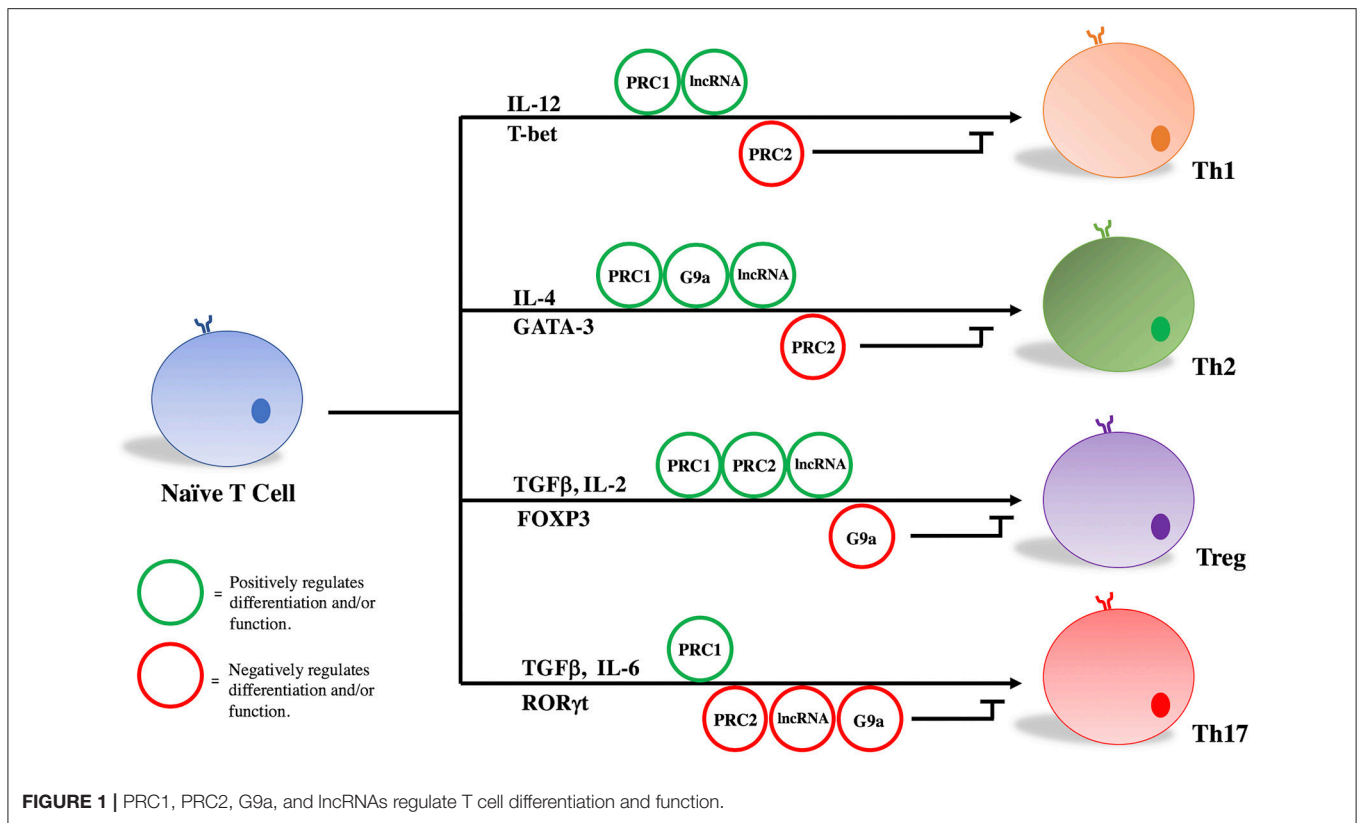 PRC1
lncRNA
IL-12
T-bet
PRC2
Th1
PRC1
G9a
lncRNA
IL-4
GATA-3
PRC2
Th2
Naïve T Cell
PRC1
PRC2
lncRNA
TGFβ, IL-2
FOXP3
G9a
Treg
= Positively regulates
differentiation and/or
function.
= Negatively regulates
differentiation and/or
function.
PRC1
TGFβ, IL-6
RORγt
PRC2
lncRNA
G9a
Th17
FIGURE 1 | PRC1, PRC2, G9a, and lncRNAs regulate T cell differentiation and function.